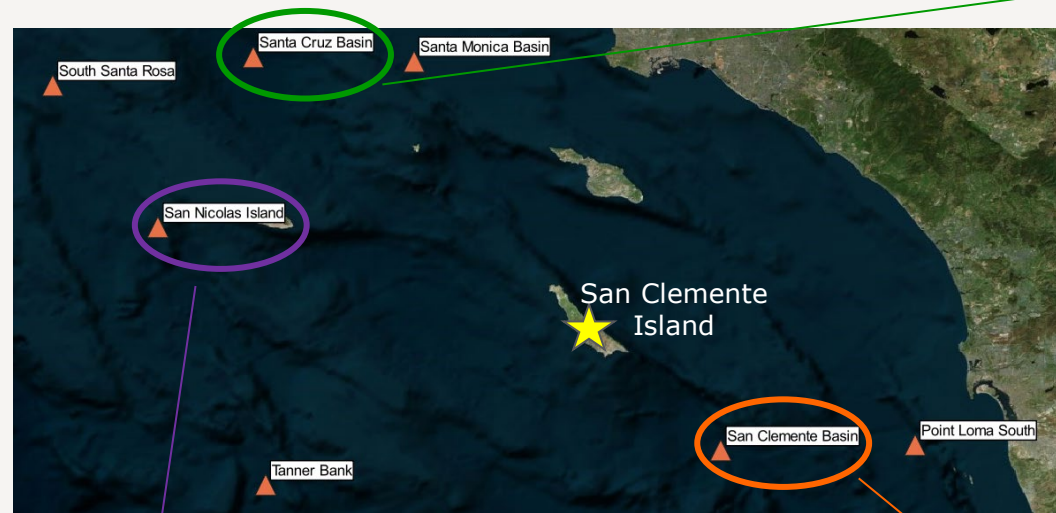 Santa Cruz Basin
Santa Monica Basin
South Santa Rosa
San Nicolas Island
San Clemente
Island
San Clemente Basin
Point Loma South
Tanner Bank